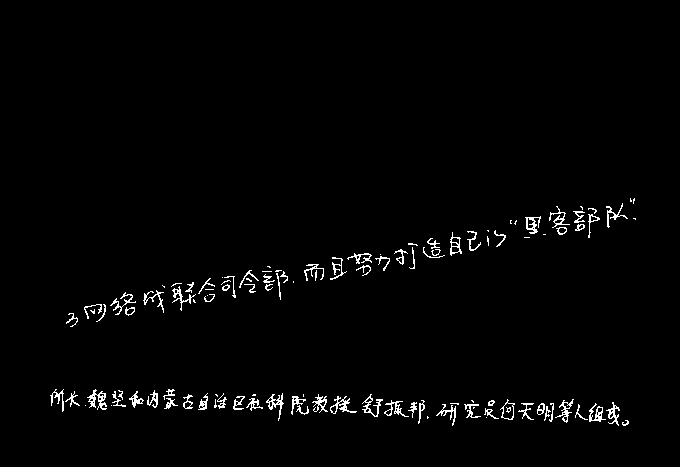 了网络战联合司令部,而且努力打造自己的“黑客部队”.
所长魏坚和内蒙古自治区社科院教授舒振邦,研究员何天明等人组成。